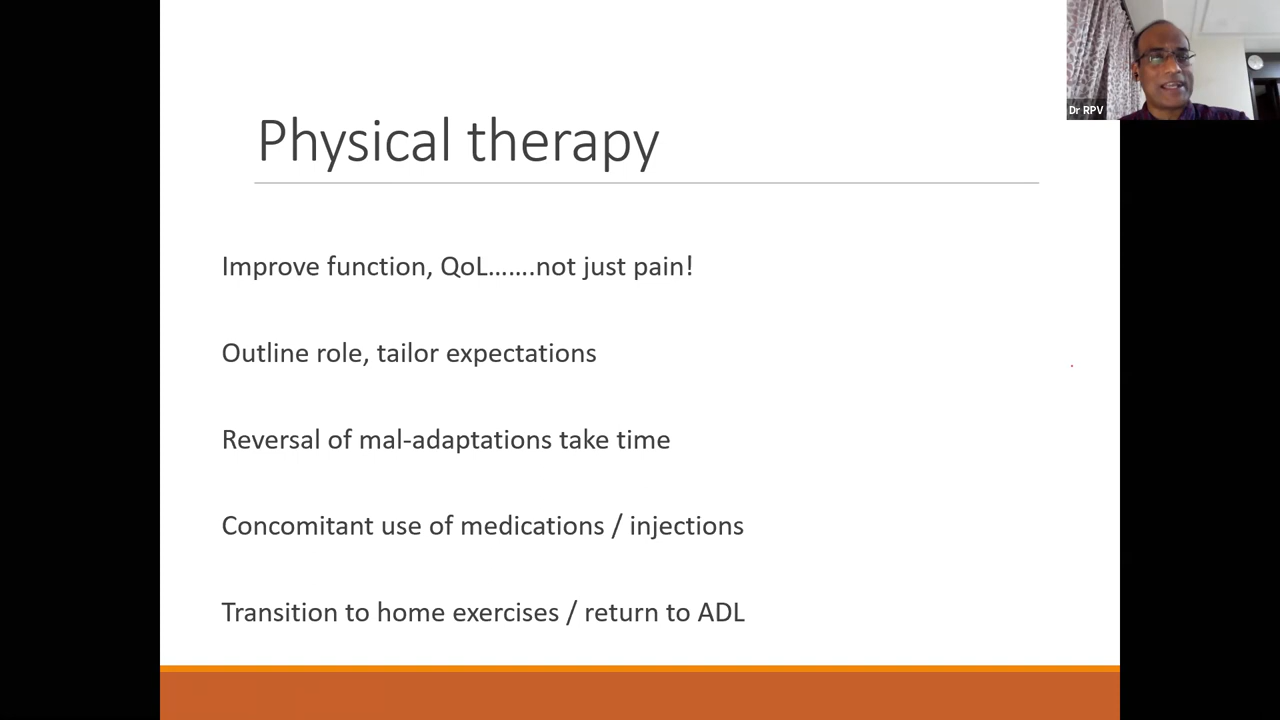 Dr RPV
Physical therapy
Improve function, QoL…….not just pain!
Outline role, tailor expectations
Reversal of mal-adaptations take time
Concomitant use of medications / injections
Transition to home exercises / return to ADL